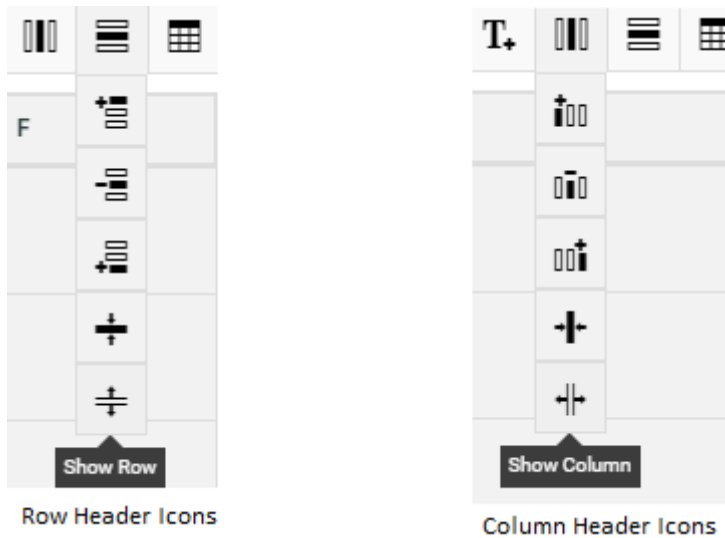 T+
F
Show Row
Show Column
Row Header Icons
Column Header Icons